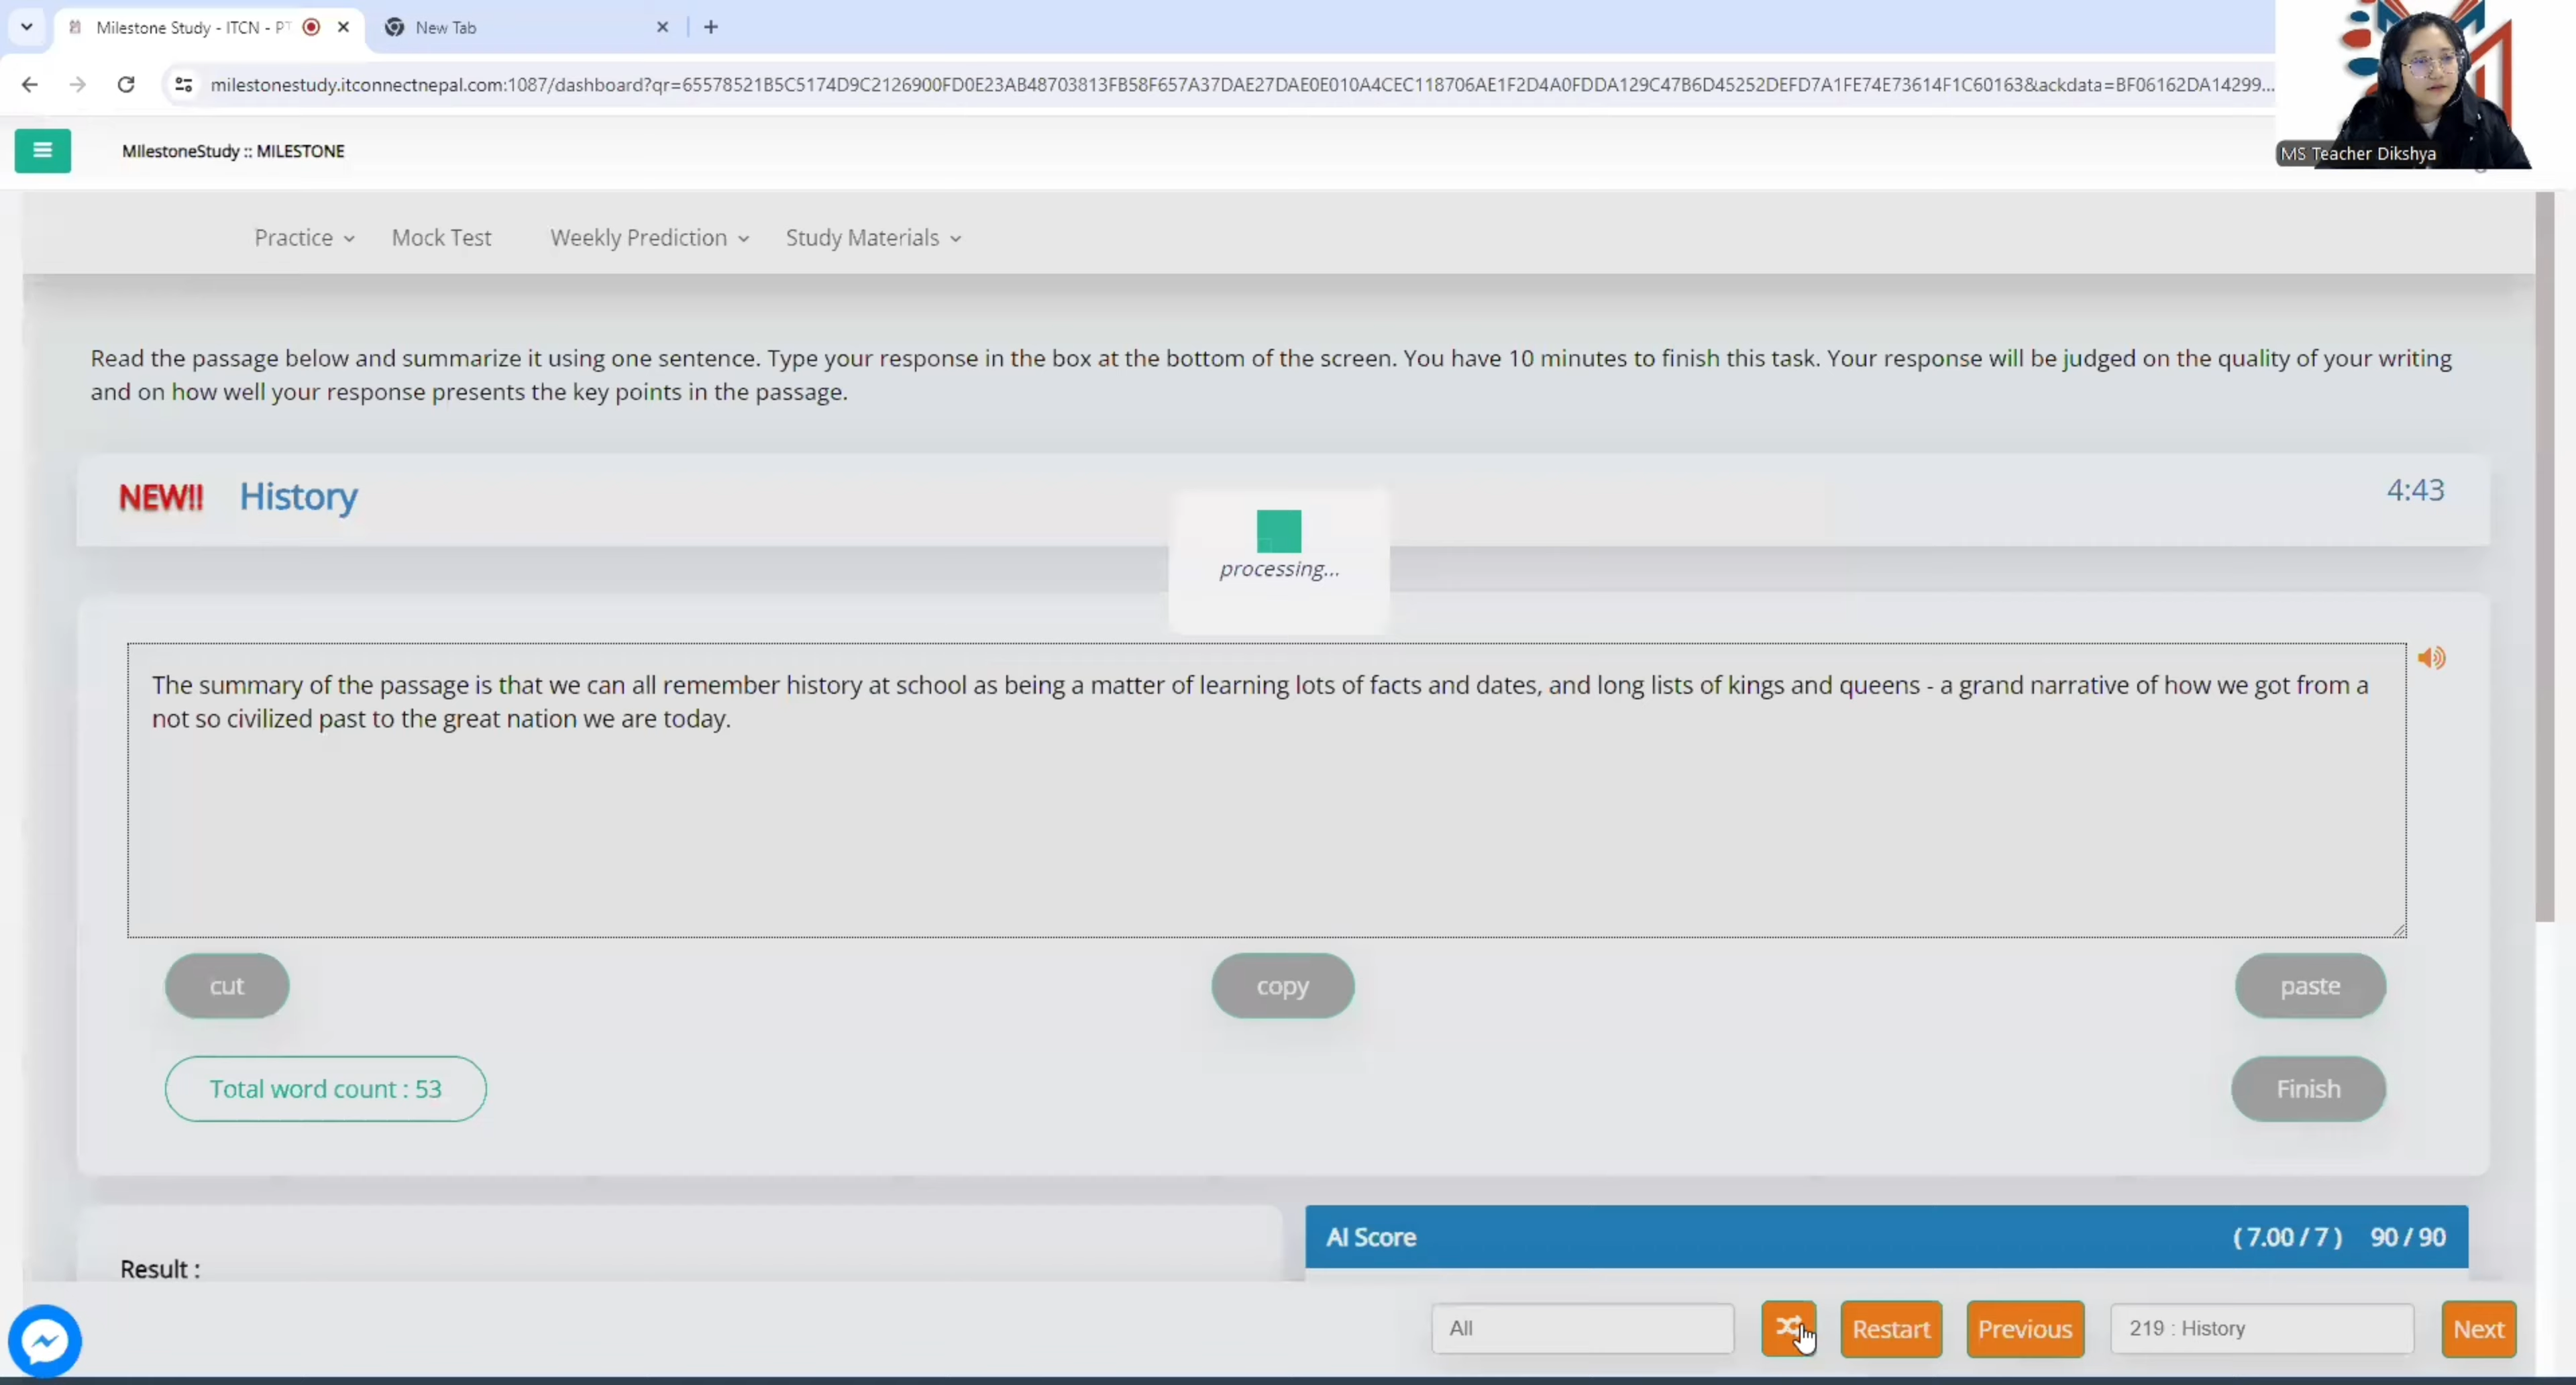 Milestone Study - ITCN - PT
New Tab
milestonestudy.itconnectnepal.com:1087/dashboard?qr=65578521B5C5174D9C2126900FD0E23AB48703813FB58F657A37DAE27DAE0E010A4CEC118706AE1F2D4A0FDDA129C47B6D45252DEFD7A1FE74E73614F1C60163&ackdata=BF06162DA14299...
MIlestoneStudy :: MILESTONE
MS Teacher Dikshya
Practice Mock Test Weekly Prediction Study Materials
Read the passage below and summarize it using one sentence. Type your response in the box at the bottom of the screen. You have 10 minutes to finish this task. Your response will be judged on the quality of your writing
and on how well your response presents the key points in the passage.
NEW!! History 4:43
processing...
The summary of the passage is that we can all remember history at school as being a matter of learning lots of facts and dates, and long lists of kings and queens - a grand narrative of how we got from a
not so civilized past to the great nation we are today.
cut copy paste
Total word count : 53 Finish
AI Score ( 7.00 / 7 ) 90 / 90
Result :
All Restart Previous 219 : History Next